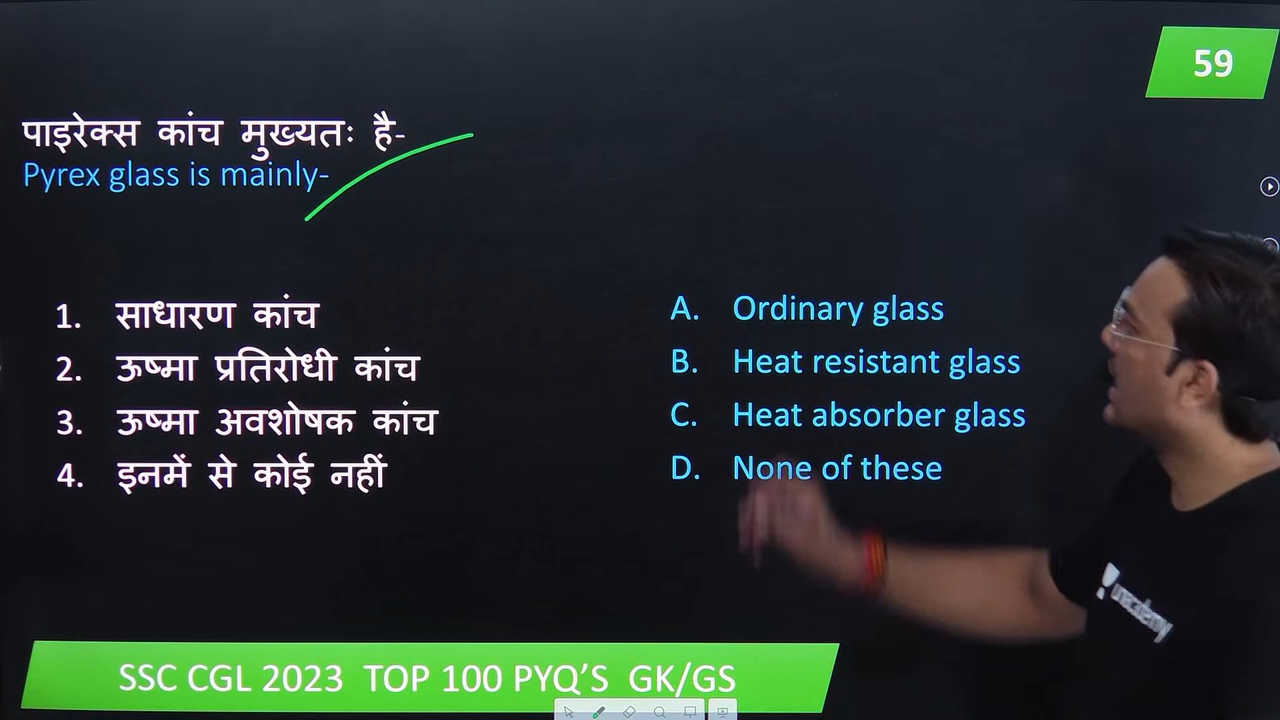 59
पाइरेक्स कांच मुख्यतः है-
Pyrex glass is mainly-
1. साधारण कांच
2. ऊष्मा प्रतिरोधी कांच
3. ऊष्मा अवशोषक कांच
4. इनमें से कोई नहीं
A. Ordinary glass
B. Heat resistant glass
C. Heat absorber glass
D. None of these
unacademy
SSC CGL 2023 TOP 100 PYQ’S GK/GS